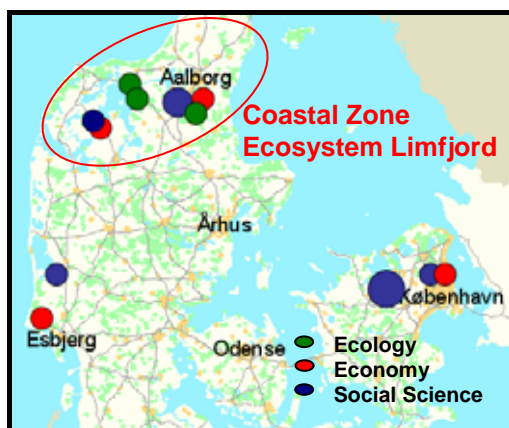 Aalborg
Coastal Zone
Ecosystem Limfjord
Århus
København
Esbjerg
Odense
Ecology
Economy
Social Science